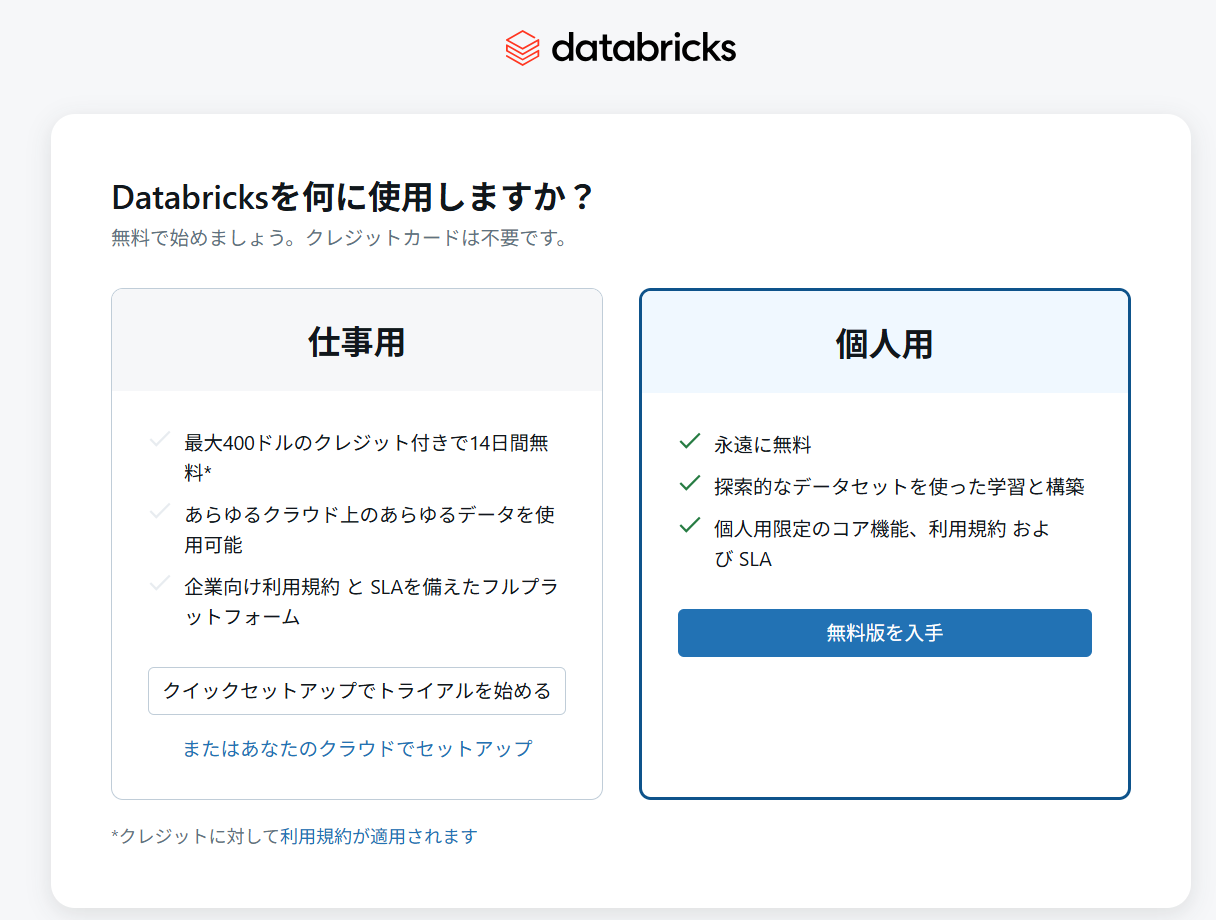 databricks
Databricksを何に使用しますか？
無料で始めましょう。クレジットカードは不要です。
仕事用
最大400ドルのクレジット付きで14日間無
料*
あらゆるクラウド上のあらゆるデータを使
用可能
企業向け利用規約 と SLAを備えたフルプラ
ットフォーム
クイックセットアップでトライアルを始める
またはあなたのクラウドでセットアップ
個人用
永遠に無料
探索的なデータセットを使った学習と構築
個人用限定のコア機能、利用規約 およ
び SLA
無料版を入手
*クレジットに対して利用規約が適用されます